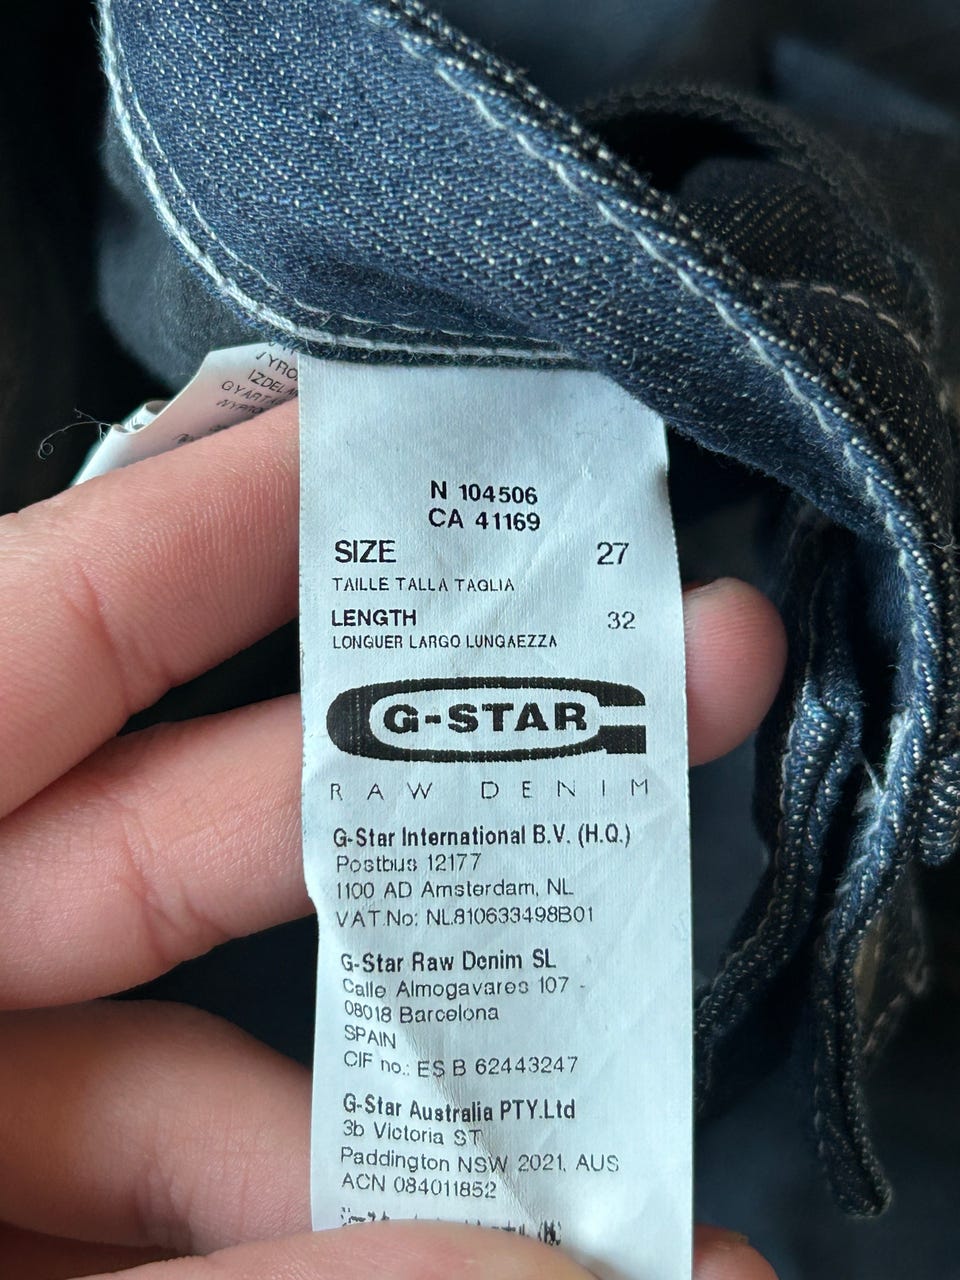 N 104506
CA 41169
SIZE 27
TAILLE TALLA TAGLIA
LENGTH 32
LONGUER LARGO LUNGAEZZA
G-STAR
RAW DENIM
G-Star International B.V. (H.Q.)
Postbus 12177
1100 AD Amsterdam, NL
VAT.No: NL810633498B01
G-Star Raw Denim SL
Calle Almogavares 107 -
08018 Barcelona
SPAIN
CIF no.: ES B 62443247
G-Star Australia PTY.Ltd
3b Victoria ST
Paddington NSW 2021, AUS
ACN 084011852